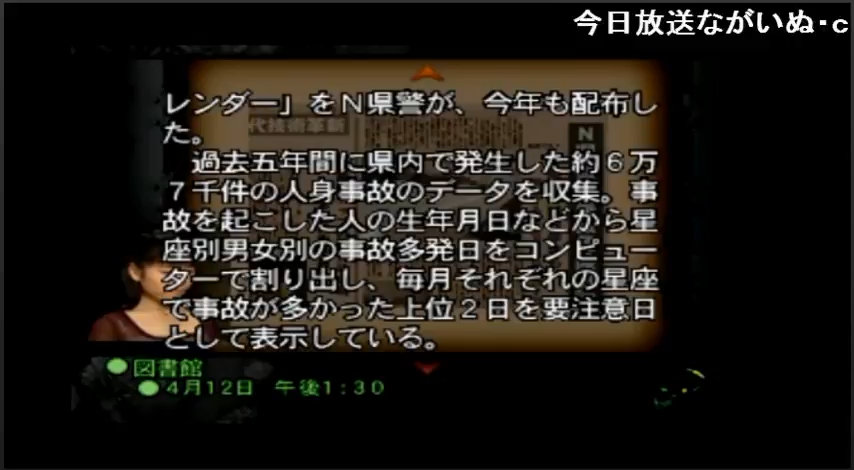 今日放送ながいぬ・c
レンダー」をN県警が、今年も配布し
た。
過去五年間に県内で発生した約6万
7千件の人身事故のデータを収集。事
故を起こした人の生年月日などから星
座別男女別の事故多発日をコンピュー
ターで割り出し、毎月それぞれの星座
で事故が多かった上位2日を要注意日
として表示している。
図書館
4月12日 午後1:30